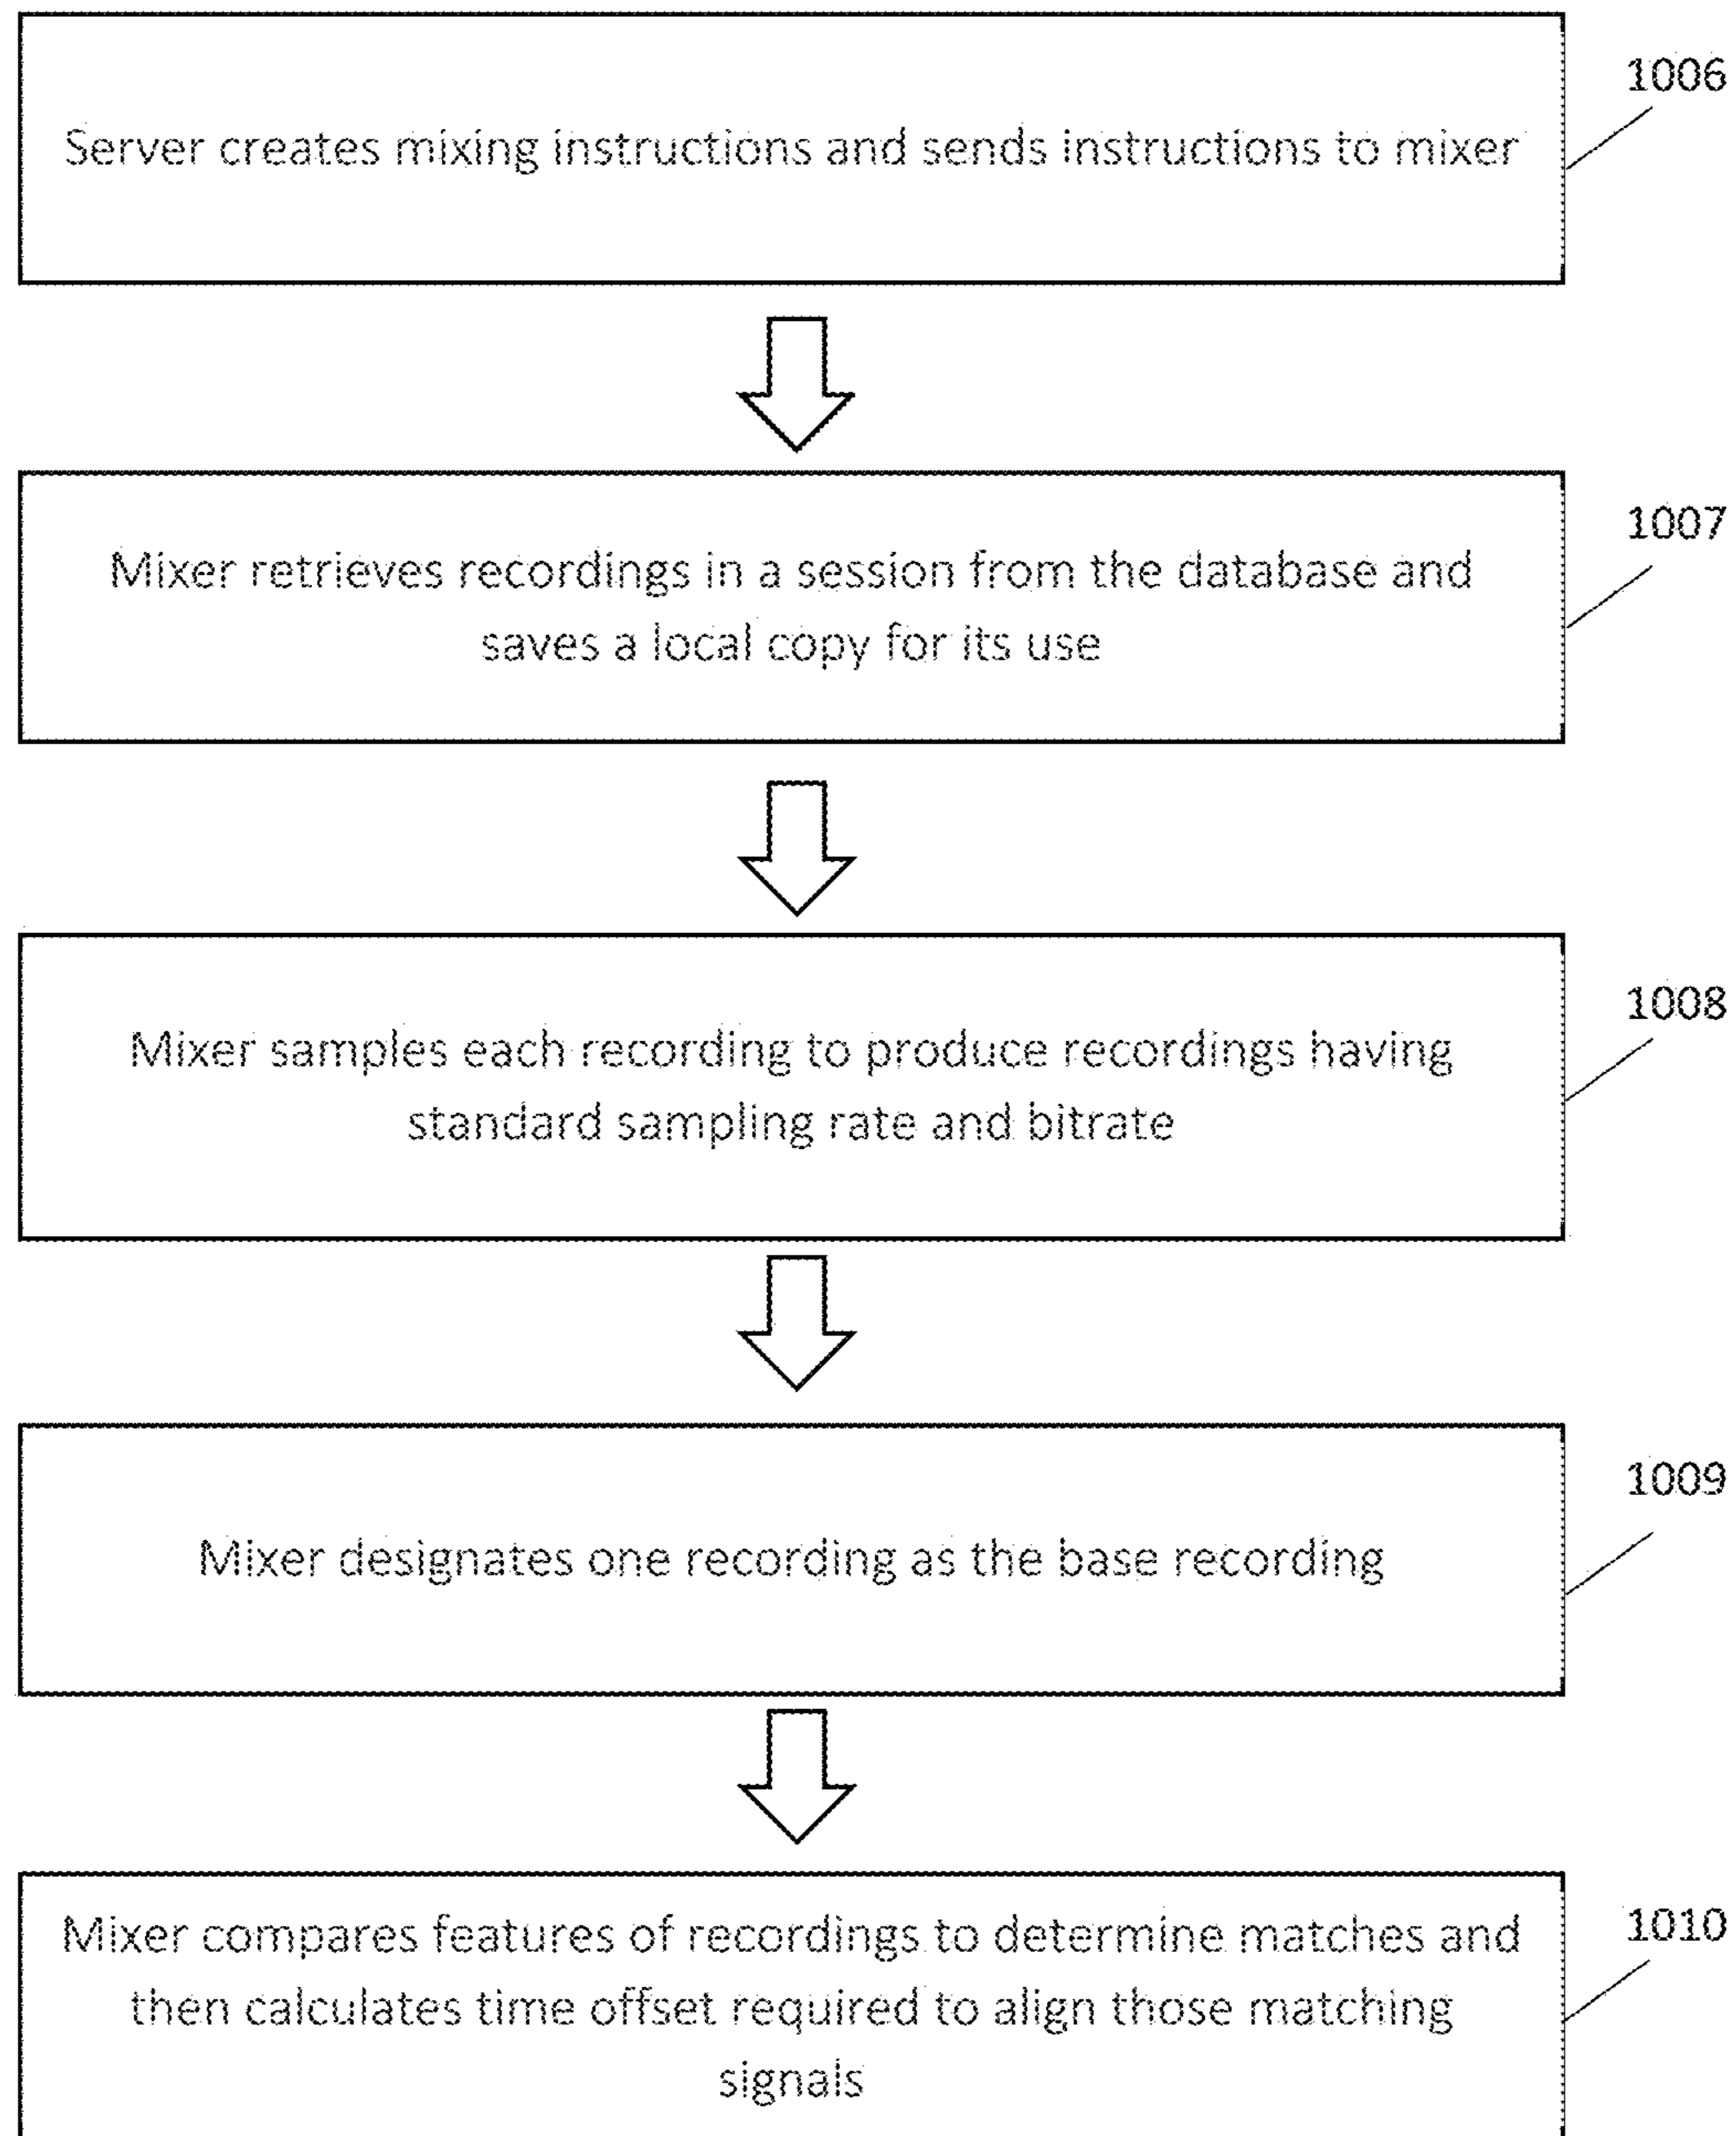 1006
Server creates mixing instructions and sends instructions to mixer
1007
Mixer retrieves recordings in a session from the database and
saves a local copy for its use
1008
Mixer samples each recording to produce recordings having
standard sampling rate and bitrate
1009
Mixer designates one recording as the base recording
1010
Mixer compares features of recordings to determine matches and
then calculates time offset required to align those matching
signals